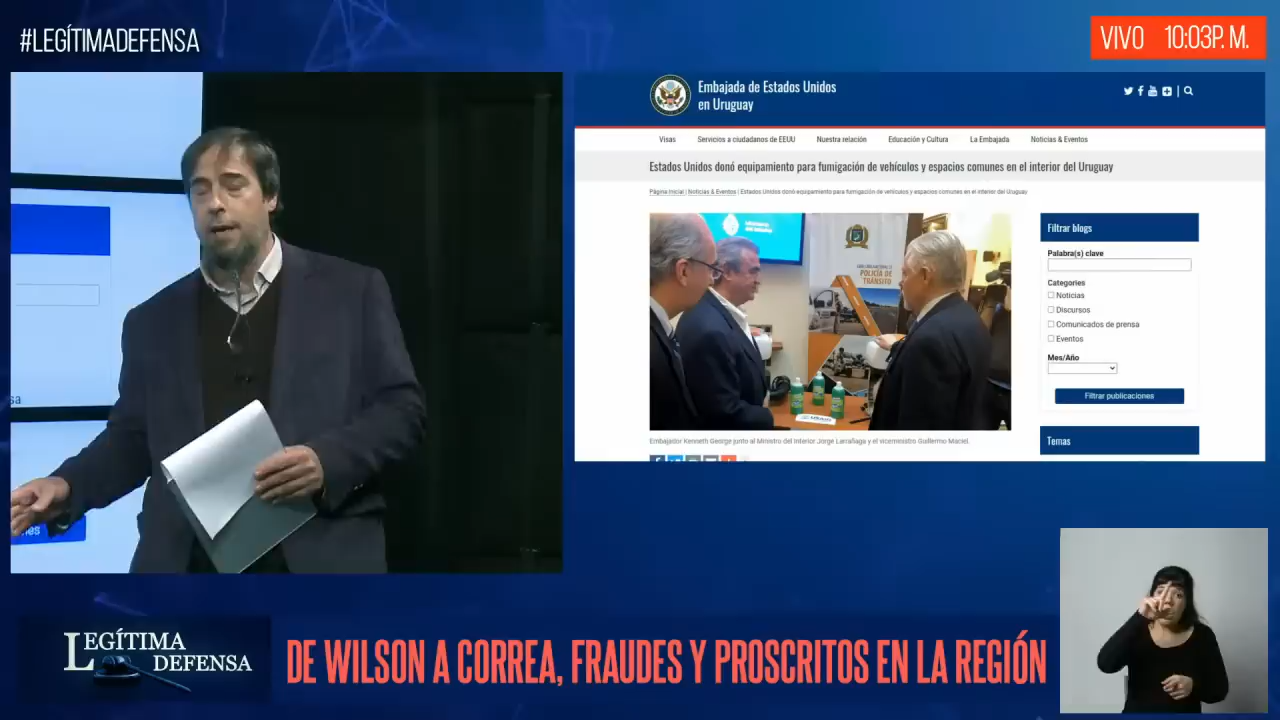 #LEGÍTIMADEFENSA
VIVO 10:03P. M.
Embajada de Estados Unidos
en Uruguay
Visas Servicios a ciudadanos de EEUU Nuestra relación Educación y Cultura La Embajada Noticias & Eventos
Estados Unidos donó equipamiento para fumigación de vehículos y espacios comunes en el interior del Uruguay
Página Inicial | Noticias & Eventos | Estados Unidos donó equipamiento para fumigación de vehículos y espacios comunes en el interior del Uruguay
POLICÍA DE
TRÁNSITO
USAID
Filtrar blogs
Palabra(s) clave
Categories
Noticias
Discursos
Comunicados de prensa
Eventos
Mes/Año
Filtrar publicaciones
Embajador Kenneth George junto al Ministro del Interior Jorge Larrañaga y el viceministro Guillermo Maciel.
Temas
LEGÍTIMA
DEFENSA
DE WILSON A CORREA, FRAUDES Y PROSCRITOS EN LA REGIÓN